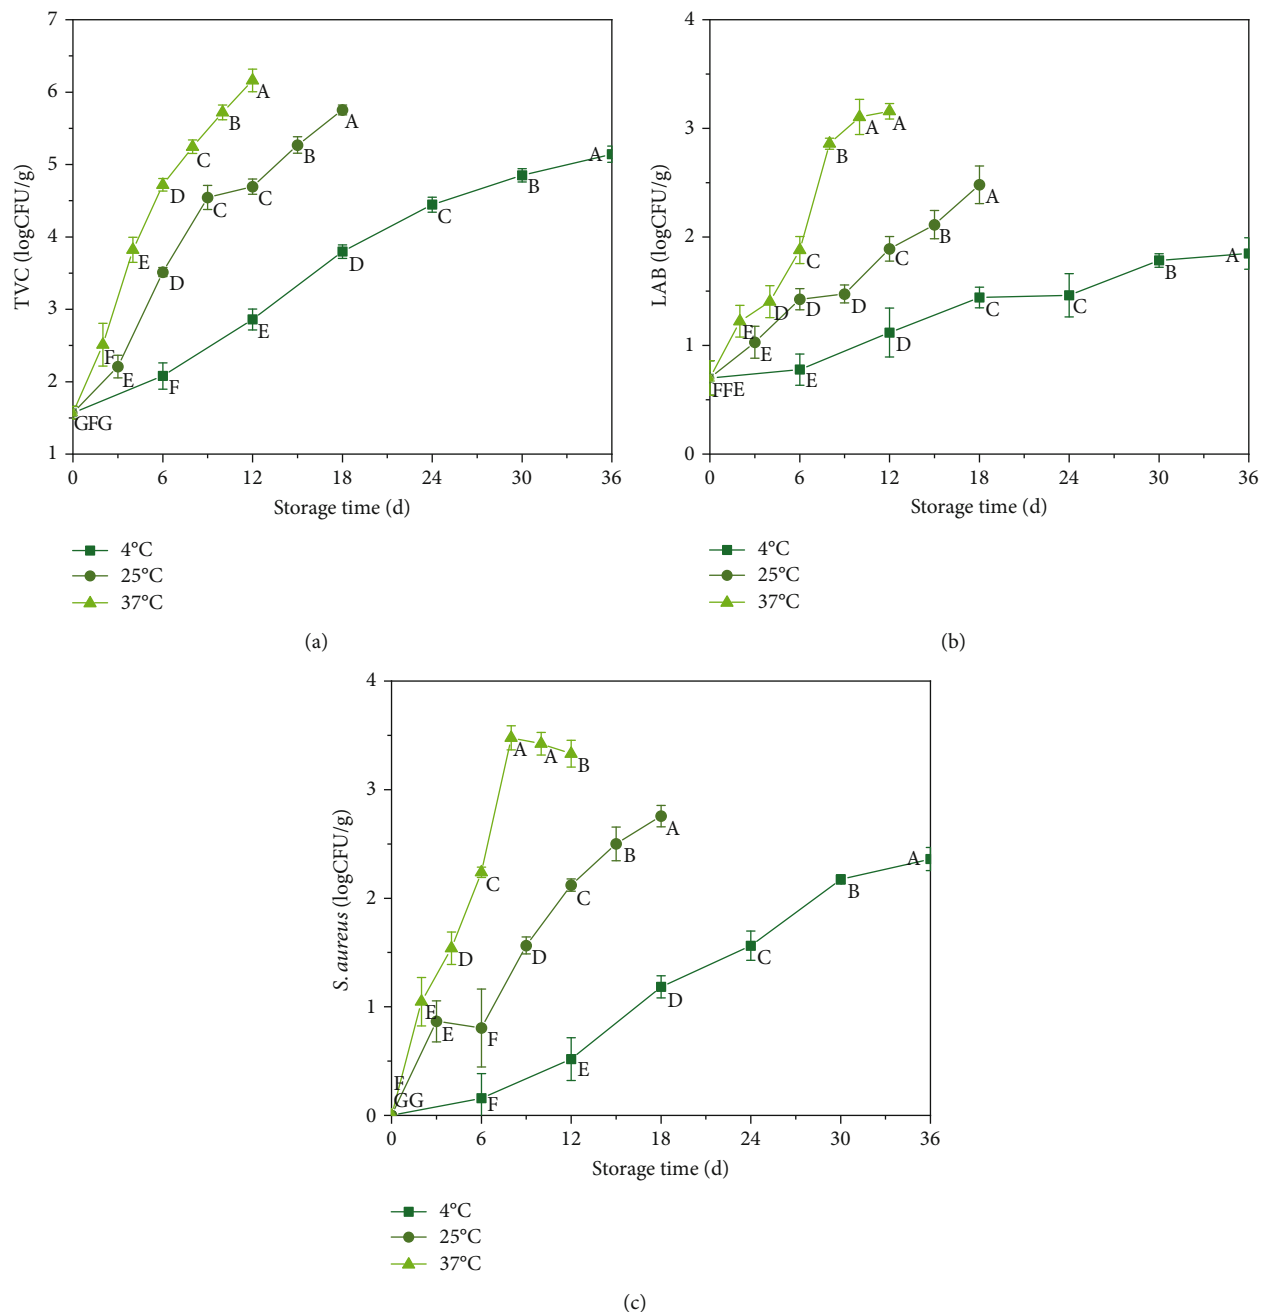 7
6
5
4
3
2
1
TVC (logCFU/g)
A
B
C
D
E
F
A
B
C
C
D
E
A
B
C
D
E
F
GFG
0 6 12 18 24 30 36
Storage time (d)
4°C
25°C
37°C
(a)
4
3
2
1
0
LAB (logCFU/g)
A
A
B
C
D
E
A
B
C
D
D
E
A
B
C
C
D
E
FFE
0 6 12 18 24 30 36
Storage time (d)
4°C
25°C
37°C
(b)
4
3
2
1
0
S. aureus (logCFU/g)
A
A
B
C
D
E
A
B
C
D
F
E
A
B
C
D
E
F
F
GG
0 6 12 18 24 30 36
Storage time (d)
4°C
25°C
37°C
(c)